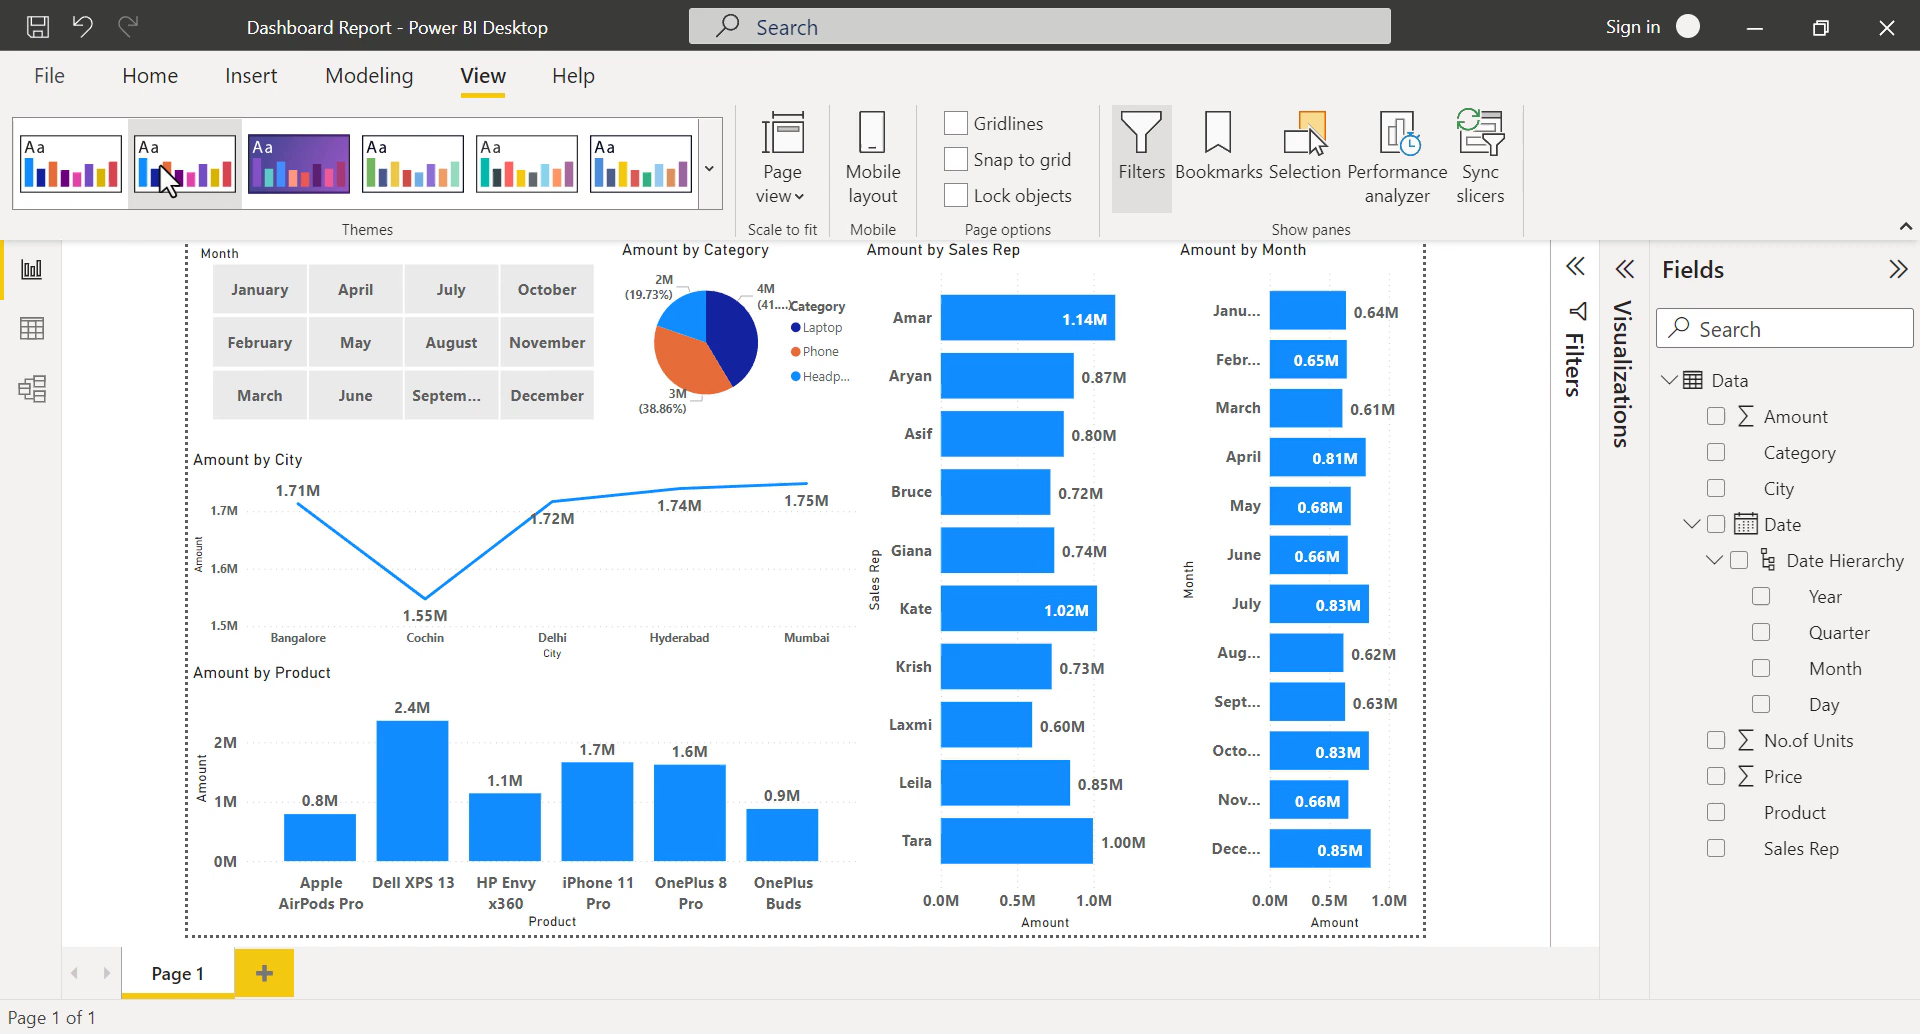 Dashboard Report - Power BI Desktop
Search
Sign in
File
Home
Insert
Modeling
View
Help
Aa
Aa
Aa
Aa
Aa
Aa
Page
view
Mobile
layout
Gridlines
Snap to grid
Lock objects
Filters
Bookmarks
Selection
Performance
analyzer
Sync
slicers
Themes
Scale to fit
Mobile
Page options
Show panes
Month
January
April
July
October
February
May
August
November
March
June
Septem...
December
Amount by Category
2M
(19.73%)
4M
(41....)
3M
(38.86%)
Category
Laptop
Phone
Headp...
Amount by City
Amount
1.7M
1.6M
1.5M
1.71M
1.55M
1.72M
1.74M
1.75M
Bangalore
Cochin
Delhi
Hyderabad
Mumbai
City
Amount by Product
Amount
2M
1M
0M
0.8M
2.4M
1.1M
1.7M
1.6M
0.9M
Apple
AirPods Pro
Dell XPS 13
HP Envy
x360
iPhone 11
Pro
OnePlus 8
Pro
OnePlus
Buds
Product
Amount by Sales Rep
Sales Rep
Amar 1.14M
Aryan 0.87M
Asif 0.80M
Bruce 0.72M
Giana 0.74M
Kate 1.02M
Krish 0.73M
Laxmi 0.60M
Leila 0.85M
Tara 1.00M
0.0M 0.5M 1.0M
Amount
Amount by Month
Month
Janu... 0.64M
Febr... 0.65M
March 0.61M
April 0.81M
May 0.68M
June 0.66M
July 0.83M
Aug... 0.62M
Sept... 0.63M
Octo... 0.83M
Nov... 0.66M
Dece... 0.85M
0.0M 0.5M 1.0M
Amount
Filters
Visualizations
Fields
Search
Data
Amount
Category
City
Date
Date Hierarchy
Year
Quarter
Month
Day
No.of Units
Price
Product
Sales Rep
Page 1
Page 1 of 1